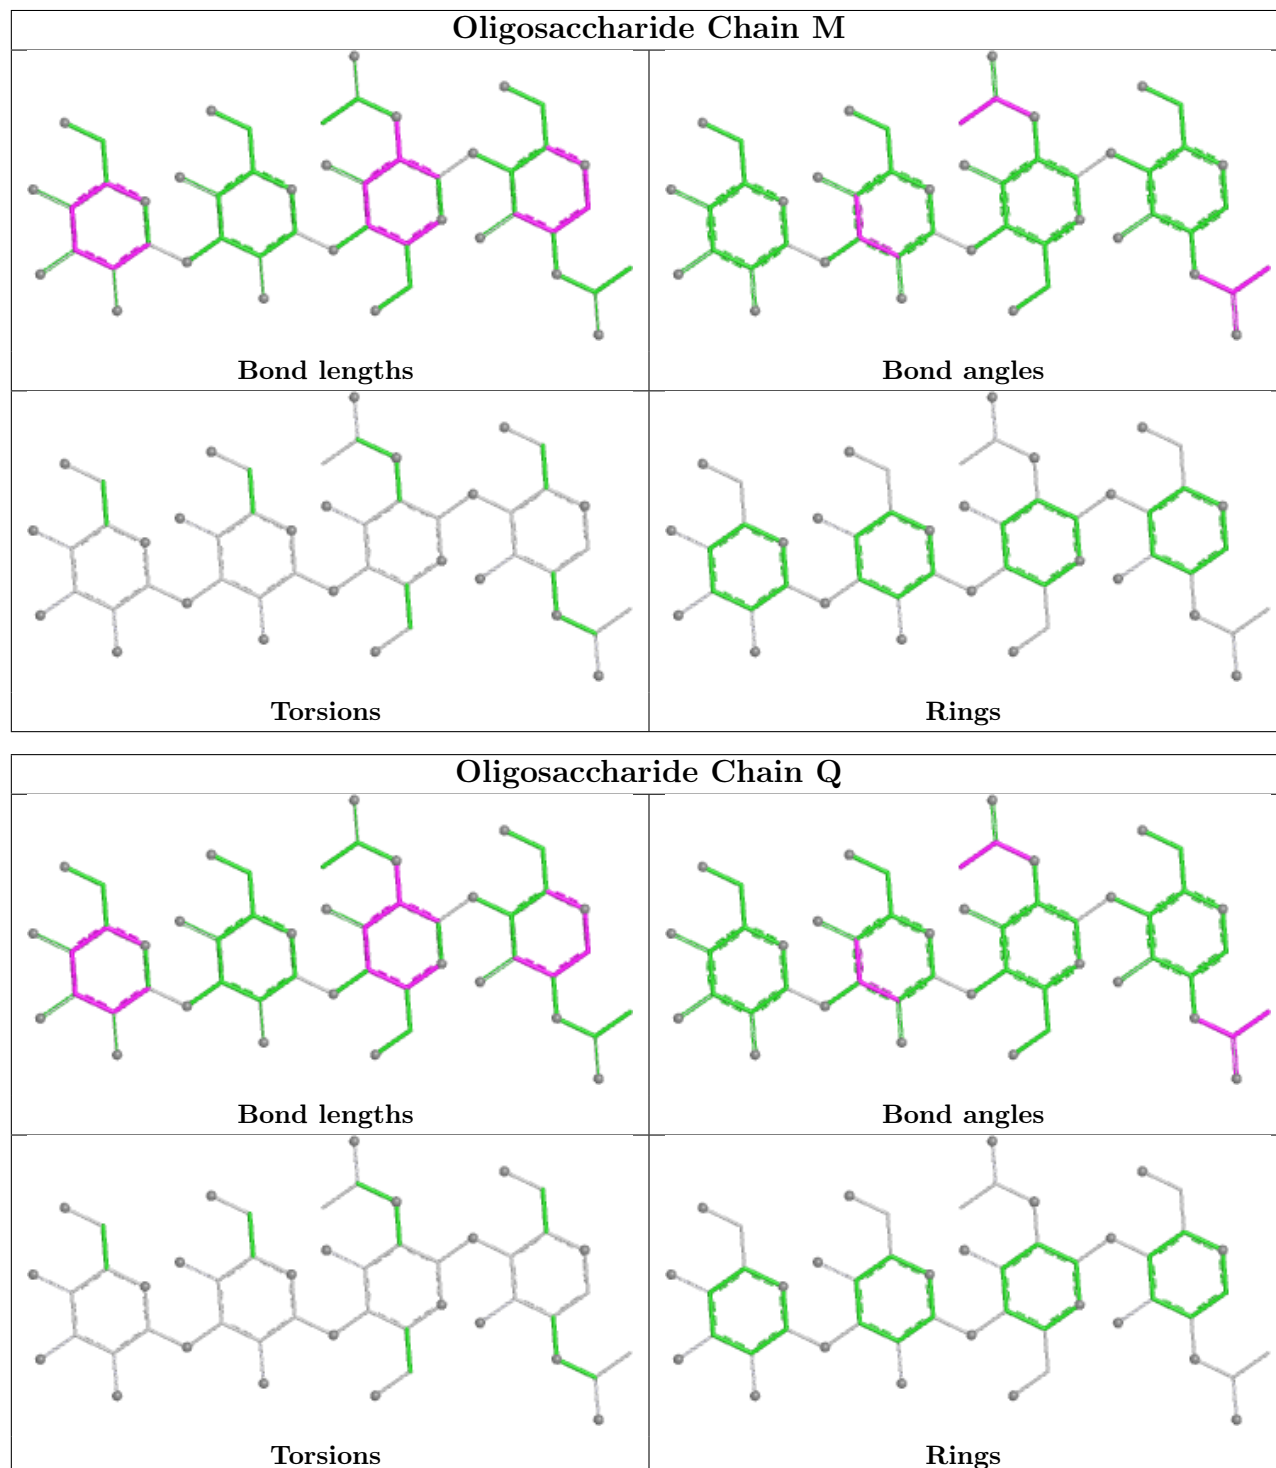 Oligosaccharide Chain M
Bond lengths
Bond angles
Torsions
Rings
Oligosaccharide Chain Q
Bond lengths
Bond angles
Torsions
Rings